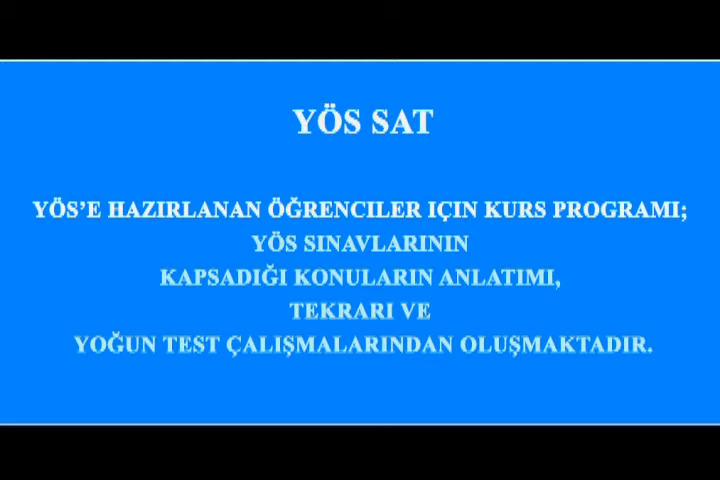 YÖS SAT
YÖS'E HAZIRLANAN ÖĞRENCILER IÇIN KURS PROGRAMI;
YÖS SINAVLARININ
KAPSADIĞI KONULARIN ANLATIMI,
TEKRARI VE
YOĞUN TEST ÇALIŞMALARINDAN OLUŞMAKTADIR.